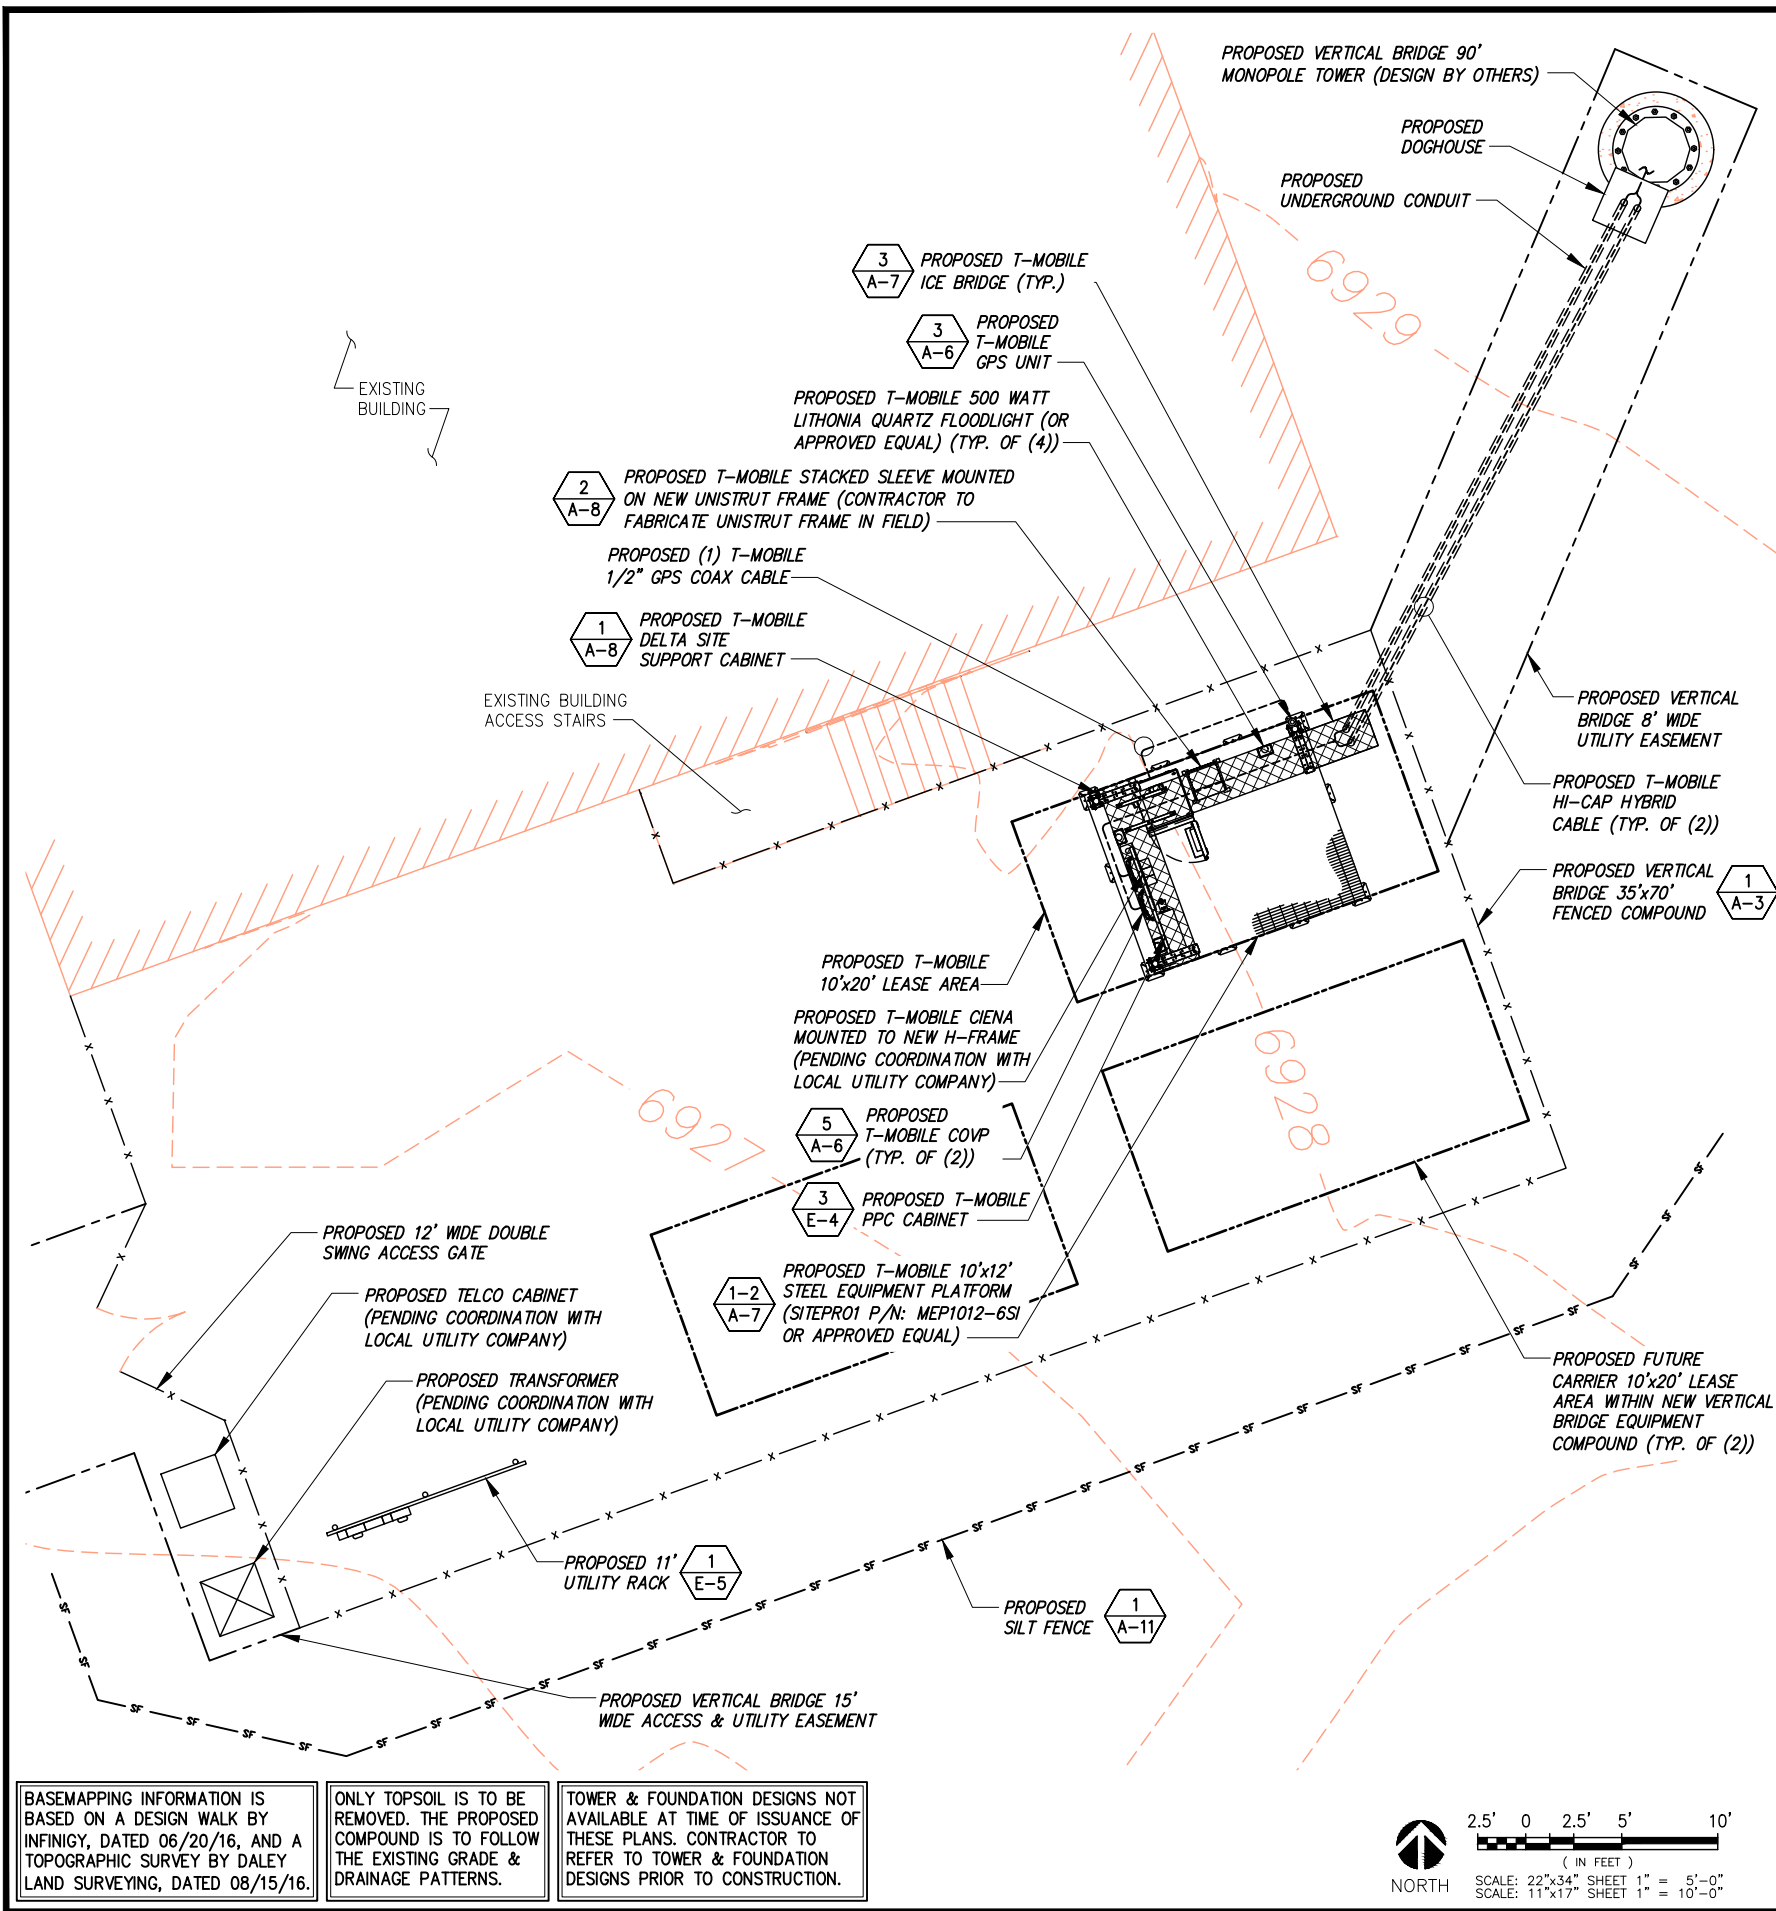 PROPOSED VERTICAL BRIDGE 90'
MONOPOLE TOWER (DESIGN BY OTHERS)
PROPOSED
DOGHOUSE
PROPOSED
UNDERGROUND CONDUIT
6929
3
A-7
PROPOSED T-MOBILE
ICE BRIDGE (TYP.)
3
A-6
PROPOSED
T-MOBILE
GPS UNIT
EXISTING
BUILDING
PROPOSED T-MOBILE 500 WATT
LITHONIA QUARTZ FLOODLIGHT (OR
APPROVED EQUAL) (TYP. OF (4))
2
A-8
PROPOSED T-MOBILE STACKED SLEEVE MOUNTED
ON NEW UNISTRUT FRAME (CONTRACTOR TO
FABRICATE UNISTRUT FRAME IN FIELD)
PROPOSED (1) T-MOBILE
1/2" GPS COAX CABLE
1
A-8
PROPOSED T-MOBILE
DELTA SITE
SUPPORT CABINET
EXISTING BUILDING
ACCESS STAIRS
PROPOSED VERTICAL
BRIDGE 8' WIDE
UTILITY EASEMENT
PROPOSED T-MOBILE
HI-CAP HYBRID
CABLE (TYP. OF (2))
PROPOSED VERTICAL
BRIDGE 35'x70'
FENCED COMPOUND
1
A-3
PROPOSED T-MOBILE
10'x20' LEASE AREA
PROPOSED T-MOBILE CIENA
MOUNTED TO NEW H-FRAME
(PENDING COORDINATION WITH
LOCAL UTILITY COMPANY)
6928
6927
5
A-6
PROPOSED
T-MOBILE COVP
(TYP. OF (2))
3
E-4
PROPOSED T-MOBILE
PPC CABINET
1-2
A-7
PROPOSED T-MOBILE 10'x12'
STEEL EQUIPMENT PLATFORM
(SITEPRO1 P/N: MEP1012-6SI
OR APPROVED EQUAL)
PROPOSED 12' WIDE DOUBLE
SWING ACCESS GATE
PROPOSED TELCO CABINET
(PENDING COORDINATION WITH
LOCAL UTILITY COMPANY)
PROPOSED TRANSFORMER
(PENDING COORDINATION WITH
LOCAL UTILITY COMPANY)
PROPOSED FUTURE
CARRIER 10'x20' LEASE
AREA WITHIN NEW VERTICAL
BRIDGE EQUIPMENT
COMPOUND (TYP. OF (2))
PROPOSED 11'
UTILITY RACK
1
E-5
PROPOSED
SILT FENCE
1
A-11
PROPOSED VERTICAL BRIDGE 15'
WIDE ACCESS & UTILITY EASEMENT
BASEMAPPING INFORMATION IS
BASED ON A DESIGN WALK BY
INFINIGY, DATED 06/20/16, AND A
TOPOGRAPHIC SURVEY BY DALEY
LAND SURVEYING, DATED 08/15/16.
ONLY TOPSOIL IS TO BE
REMOVED. THE PROPOSED
COMPOUND IS TO FOLLOW
THE EXISTING GRADE &
DRAINAGE PATTERNS.
TOWER & FOUNDATION DESIGNS NOT
AVAILABLE AT TIME OF ISSUANCE OF
THESE PLANS. CONTRACTOR TO
REFER TO TOWER & FOUNDATION
DESIGNS PRIOR TO CONSTRUCTION.
NORTH
2.5' 0 2.5' 5' 10'
( IN FEET )
SCALE: 22"x34" SHEET 1" = 5'-0"
SCALE: 11"x17" SHEET 1" = 10'-0"